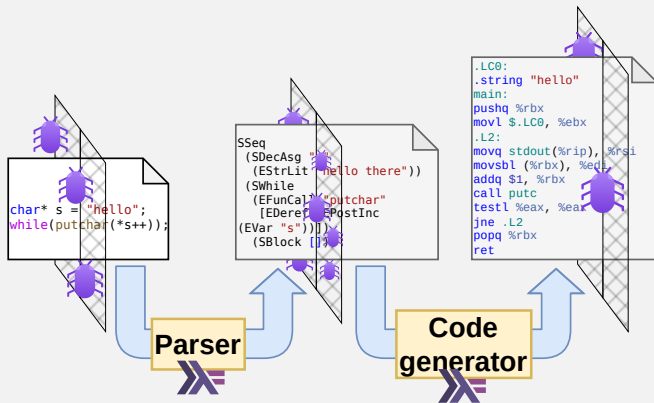 char* s = "hello";
while(putchar(*s++));
SSeq
(SDecAsg "
(EStrLit "hello there"))
(SWhile
(EFunCal "putchar"
[EDeref EPostInc
(EVar "s"))])
(SBlock [])
.LC0:
.string "hello"
main:
pushq %rbx
movl $.LC0, %ebx
.L2:
movq stdout(%rip), %rsi
movsbl (%rbx), %edi
addq $1, %rbx
call putc
testl %eax, %eax
jne .L2
popq %rbx
ret
Parser
Code
generator